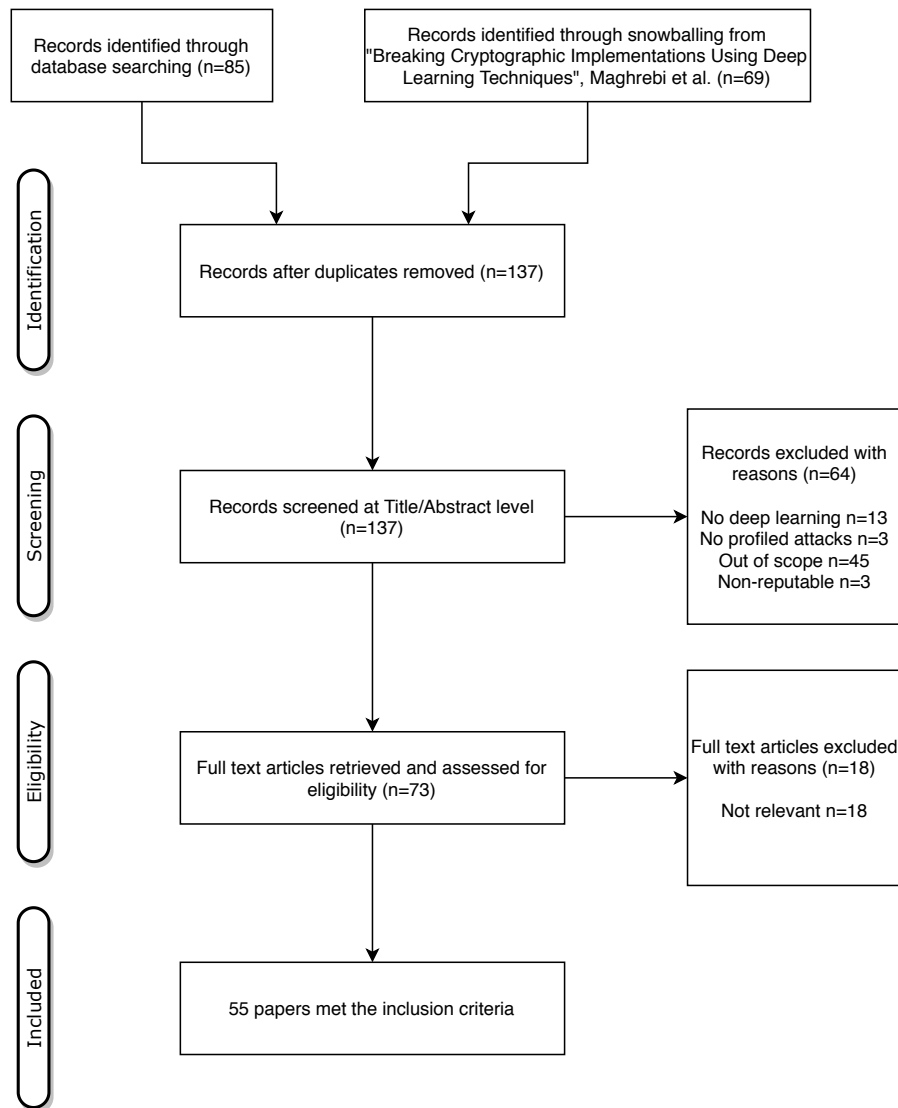 Records identified through
database searching (n=85)
Records identified through snowballing from
"Breaking Cryptographic Implementations Using Deep
Learning Techniques", Maghrebi et al. (n=69)
Identification
Records after duplicates removed (n=137)
Screening
Records screened at Title/Abstract level
(n=137)
Records excluded with
reasons (n=64)
No deep learning n=13
No profiled attacks n=3
Out of scope n=45
Non-reputable n=3
Eligibility
Full text articles retrieved and assessed for
eligibility (n=73)
Full text articles excluded
with reasons (n=18)
Not relevant n=18
Included
55 papers met the inclusion criteria